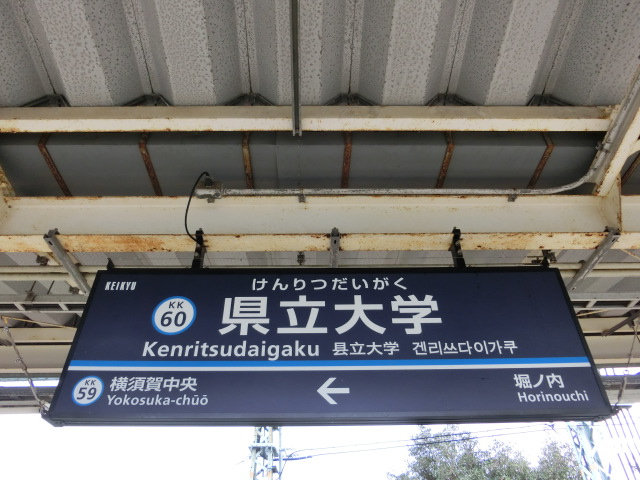 KEIKYU
けんりつだいがく
KK
60
県立大学
Kenritsudaigaku 县立大学 겐리쓰다이가쿠
KK
59
横須賀中央
Yokosuka-chūō
←
堀ノ内
Horinouchi